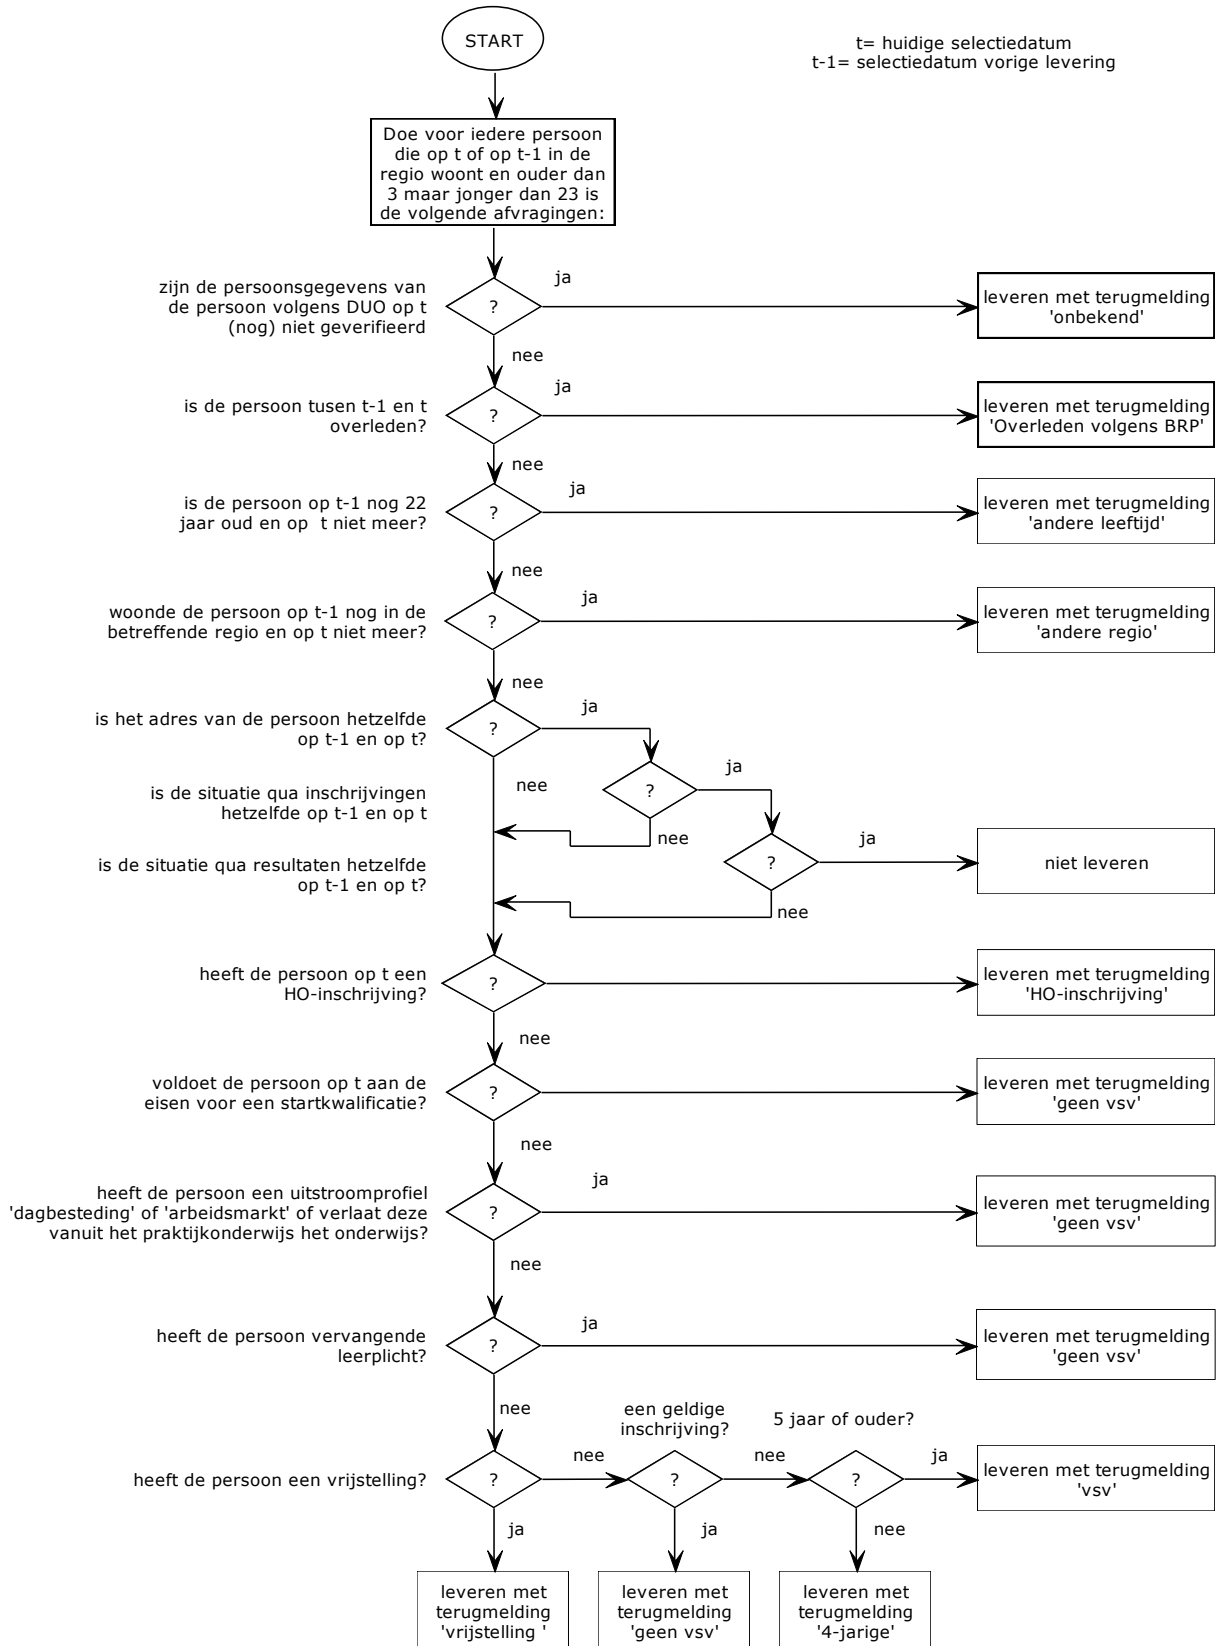 START
t= huidige selectiedatum
t-1= selectiedatum vorige levering
Doe voor iedere persoon
die op t of op t-1 in de
regio woont en ouder dan
3 maar jonger dan 23 is
de volgende afvragingen:
zijn de persoonsgegevens van
de persoon volgens DUO op t
(nog) niet geverifieerd
?
ja
leveren met terugmelding
'onbekend'
nee
is de persoon tusen t-1 en t
overleden?
?
ja
leveren met terugmelding
'Overleden volgens BRP'
nee
is de persoon op t-1 nog 22
jaar oud en op  t niet meer?
?
ja
leveren met terugmelding
'andere leeftijd'
nee
woonde de persoon op t-1 nog in de
betreffende regio en op t niet meer?
?
ja
leveren met terugmelding
'andere regio'
nee
is het adres van de persoon hetzelfde
op t-1 en op t?
?
ja
nee
is de situatie qua inschrijvingen
hetzelfde op t-1 en op t
?
ja
nee
is de situatie qua resultaten hetzelfde
op t-1 en op t?
?
ja
niet leveren
nee
heeft de persoon op t een
HO-inschrijving?
?
leveren met terugmelding
'HO-inschrijving'
nee
voldoet de persoon op t aan de
eisen voor een startkwalificatie?
?
leveren met terugmelding
'geen vsv'
nee
heeft de persoon een uitstroomprofiel
'dagbesteding' of 'arbeidsmarkt' of verlaat deze
vanuit het praktijkonderwijs het onderwijs?
?
ja
leveren met terugmelding
'geen vsv'
nee
heeft de persoon vervangende
leerplicht?
?
ja
leveren met terugmelding
'geen vsv'
nee
een geldige
inschrijving?
5 jaar of ouder?
heeft de persoon een vrijstelling?
?
nee
?
nee
?
ja
leveren met terugmelding
'vsv'
ja
ja
nee
leveren met
terugmelding
'vrijstelling '
leveren met
terugmelding
'geen vsv'
leveren met
terugmelding
'4-jarige'